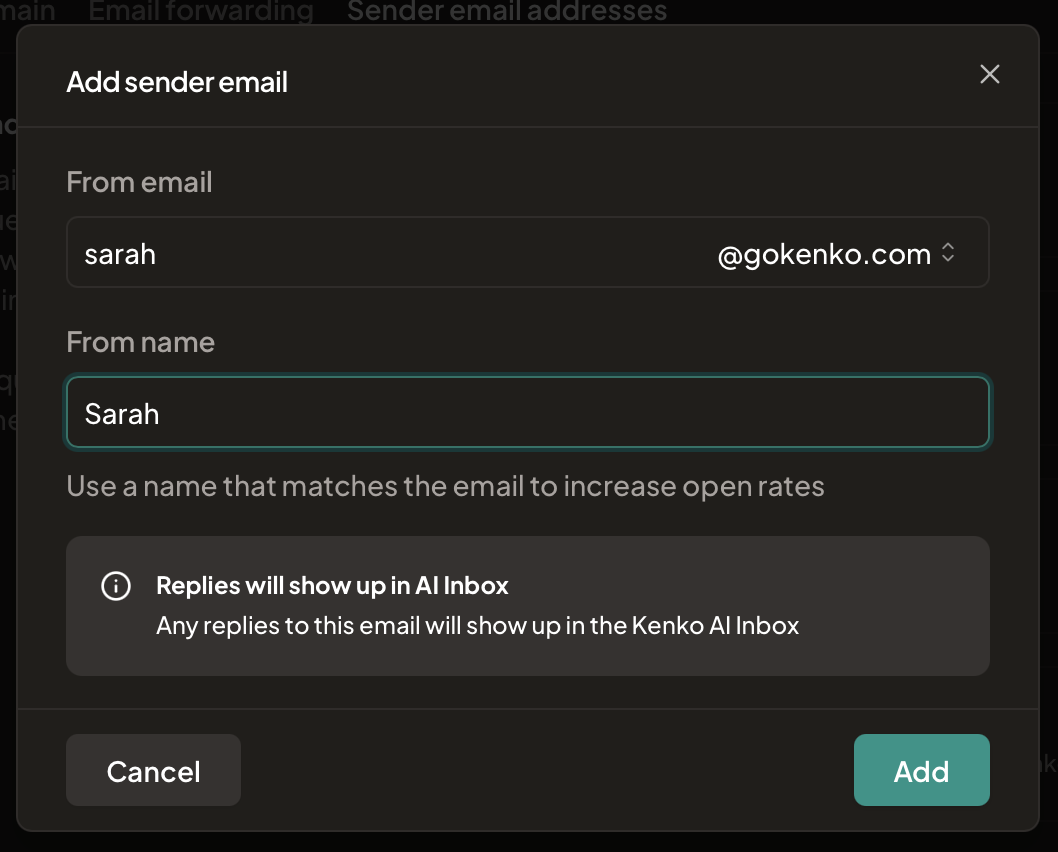 Email forwarding Sender email addresses
Add sender email
From email
sarah @gokenko.com
From name
Sarah
Use a name that matches the email to increase open rates
Replies will show up in AI Inbox
Any replies to this email will show up in the Kenko AI Inbox
Cancel Add